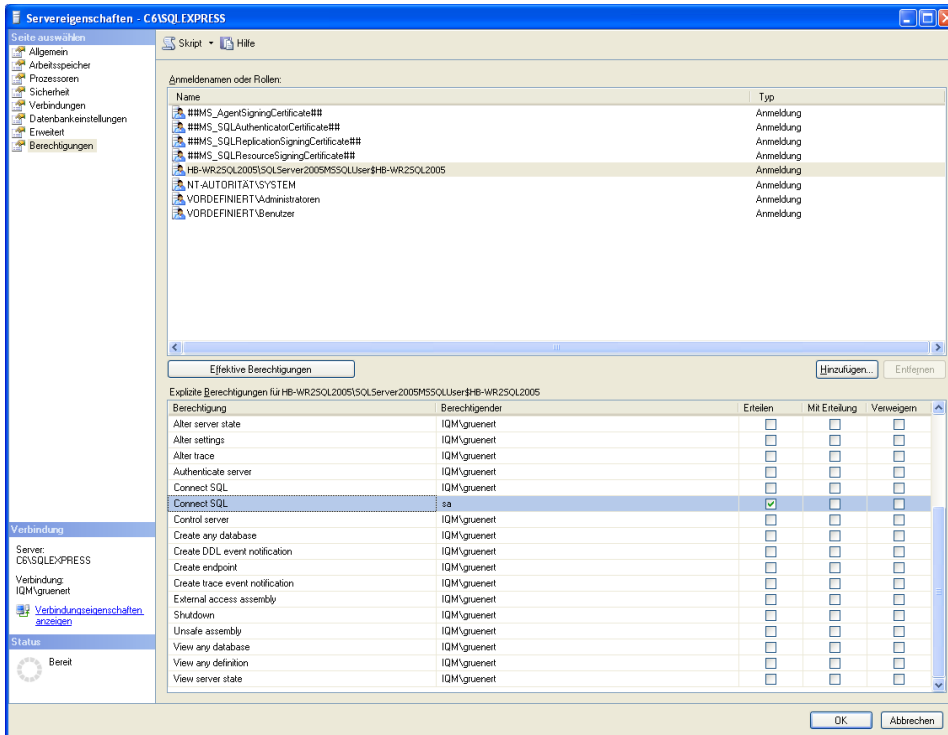 Servereigenschaften - C6\SQLEXPRESS
Seite auswählen
Allgemein
Arbeitsspeicher
Prozessoren
Sicherheit
Verbindungen
Datenbankeinstellungen
Erweitert
Berechtigungen
Skript Hilfe
Anmeldenamen oder Rollen:
Name Typ
##MS_AgentSigningCertificate## Anmeldung
##MS_SQLAuthenticatorCertificate## Anmeldung
##MS_SQLReplicationSigningCertificate## Anmeldung
##MS_SQLResourceSigningCertificate## Anmeldung
HB-WR2SQL2005\SQLServer2005MSSQLUser$HB-WR2SQL2005 Anmeldung
NT-AUTORITÄT\SYSTEM Anmeldung
VORDEFINIERT\Administratoren Anmeldung
VORDEFINIERT\Benutzer Anmeldung
Effektive Berechtigungen Hinzufügen... Entfernen
Explizite Berechtigungen für HB-WR2SQL2005\SQLServer2005MSSQLUser$HB-WR2SQL2005
Berechtigung Berechtigender Erteilen Mit Erteilung Verweigern
Alter server state IQM\gruenert
Alter settings IQM\gruenert
Alter trace IQM\gruenert
Authenticate server IQM\gruenert
Connect SQL IQM\gruenert
Connect SQL sa
Control server IQM\gruenert
Create any database IQM\gruenert
Create DDL event notification IQM\gruenert
Create endpoint IQM\gruenert
Create trace event notification IQM\gruenert
External access assembly IQM\gruenert
Shutdown IQM\gruenert
Unsafe assembly IQM\gruenert
View any database IQM\gruenert
View any definition IQM\gruenert
View server state IQM\gruenert
Verbindung
Server:
C6\SQLEXPRESS
Verbindung:
IQM\gruenert
Verbindungseigenschaften
anzeigen
Status
Bereit
OK Abbrechen